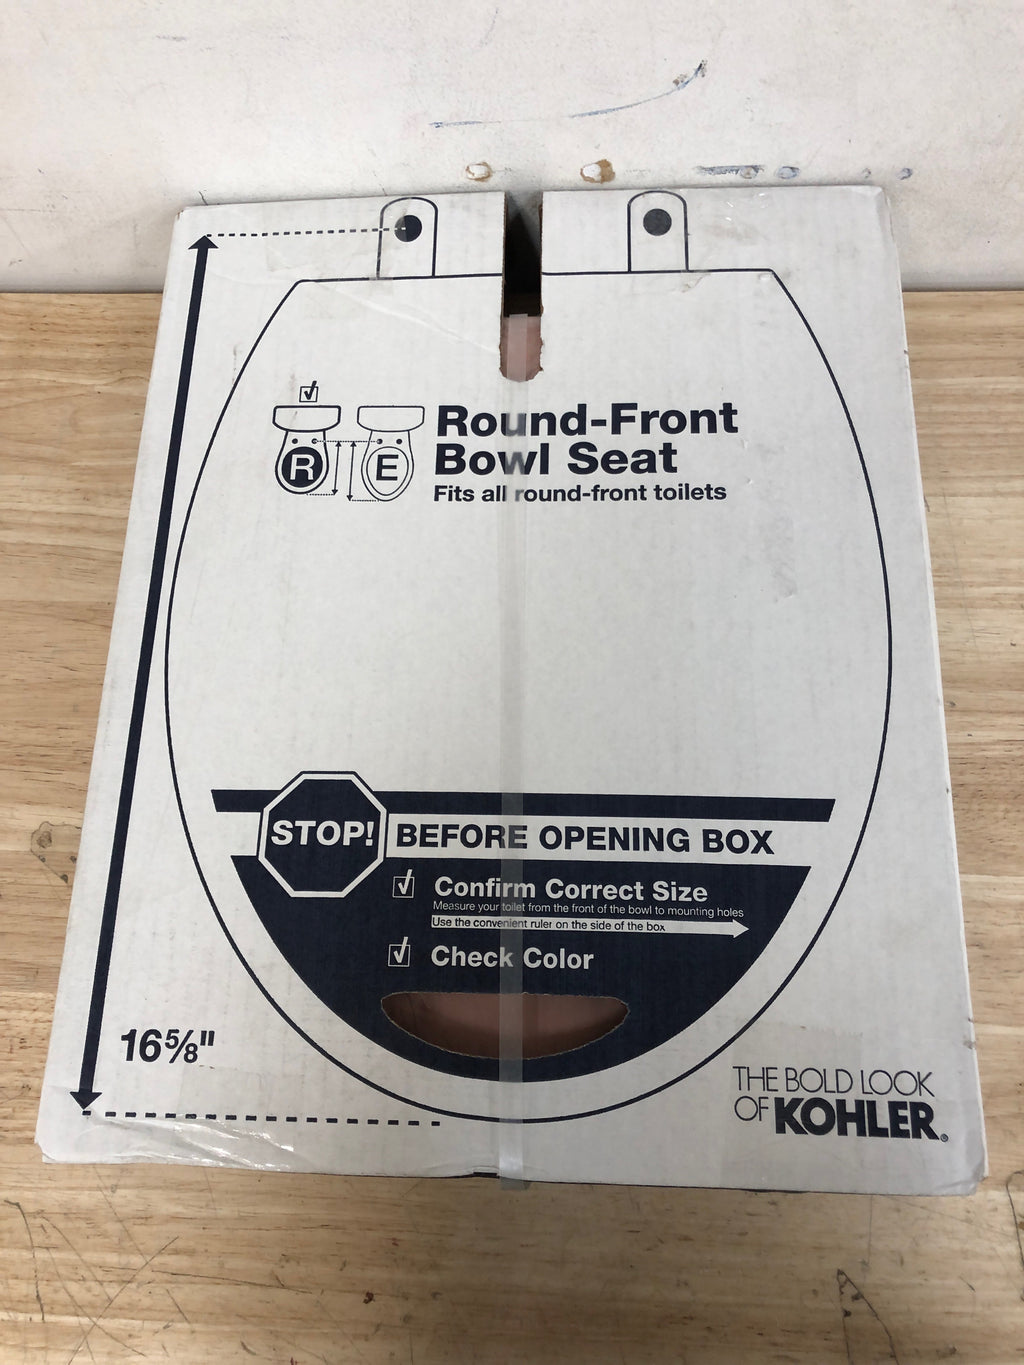 Round-Front
Bowl Seat
Fits all round-front toilets
R E
STOP! BEFORE OPENING BOX
Confirm Correct Size
Measure your toilet from the front of the bowl to mounting holes
Use the convenient ruler on the side of the box
Check Color
16⅝"
THE BOLD LOOK
OF KOHLER®